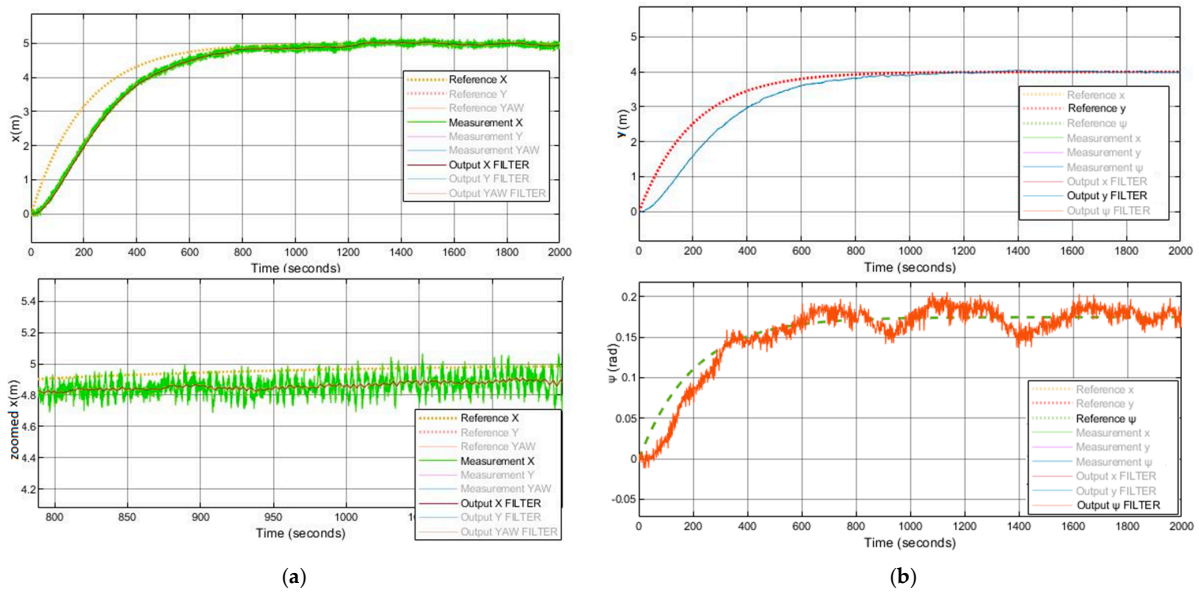 5
4
3
2
1
0
x(m)
Reference X
Reference Y
Reference YAW
Measurement X
Measurement Y
Measurement YAW
Output X FILTER
Output Y FILTER
Output YAW FILTER
0 200 400 600 800 1000 1200 1400 1600 1800 2000
Time (seconds)
5.4
5.2
5
4.8
4.6
4.4
4.2
zoomed x(m)
Reference X
Reference Y
Reference YAW
Measurement X
Measurement Y
Measurement YAW
Output X FILTER
Output Y FILTER
Output YAW FILTER
800 850 900 950 1000
Time (seconds)
(a)
5
4
3
2
1
0
y (m)
Reference x
Reference y
Reference ψ
Measurement x
Measurement y
Measurement ψ
Output x FILTER
Output y FILTER
Output ψ FILTER
0 200 400 600 800 1000 1200 1400 1600 1800 2000
Time (seconds)
0.2
0.15
0.1
0.05
0
-0.05
ψ (rad)
Reference x
Reference y
Reference ψ
Measurement x
Measurement y
Measurement ψ
Output x FILTER
Output y FILTER
Output ψ FILTER
0 200 400 600 800 1000 1200 1400 1600 1800 2000
Time (seconds)
(b)